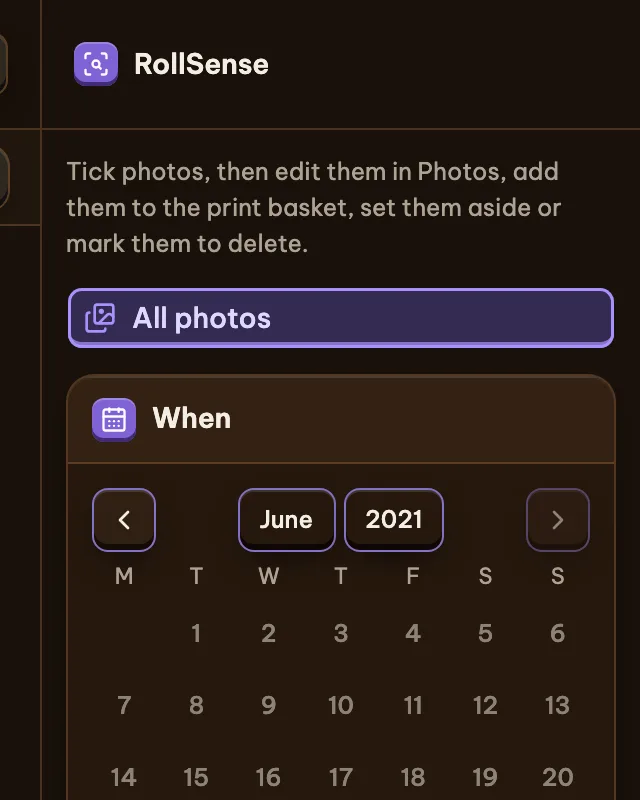 RollSense
Tick photos, then edit them in Photos, add
them to the print basket, set them aside or
mark them to delete.
All photos
When
June 2021
M T W T F S S
1 2 3 4 5 6
7 8 9 10 11 12 13
14 15 16 17 18 19 20